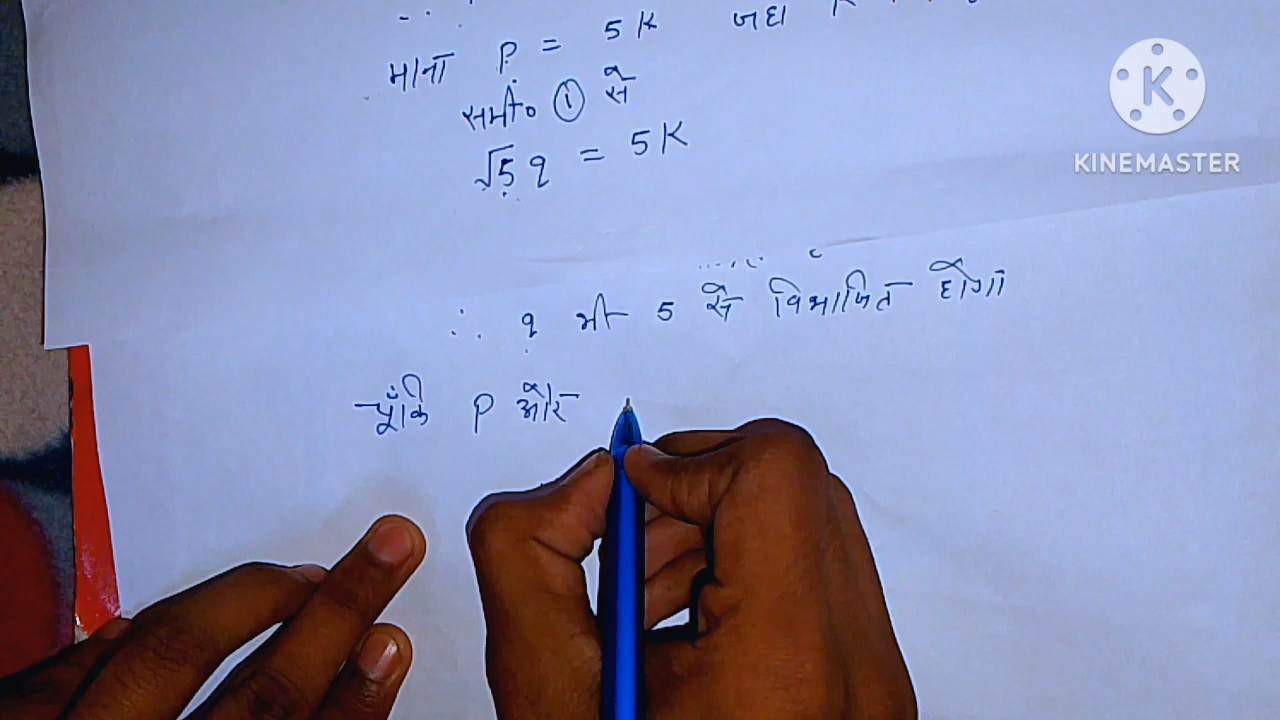 माना P = 5K जहा K
समी० ① से
√5 q = 5K
∴ q भी 5 से विभाजित होगा
चूँकि P और
K
KINEMASTER